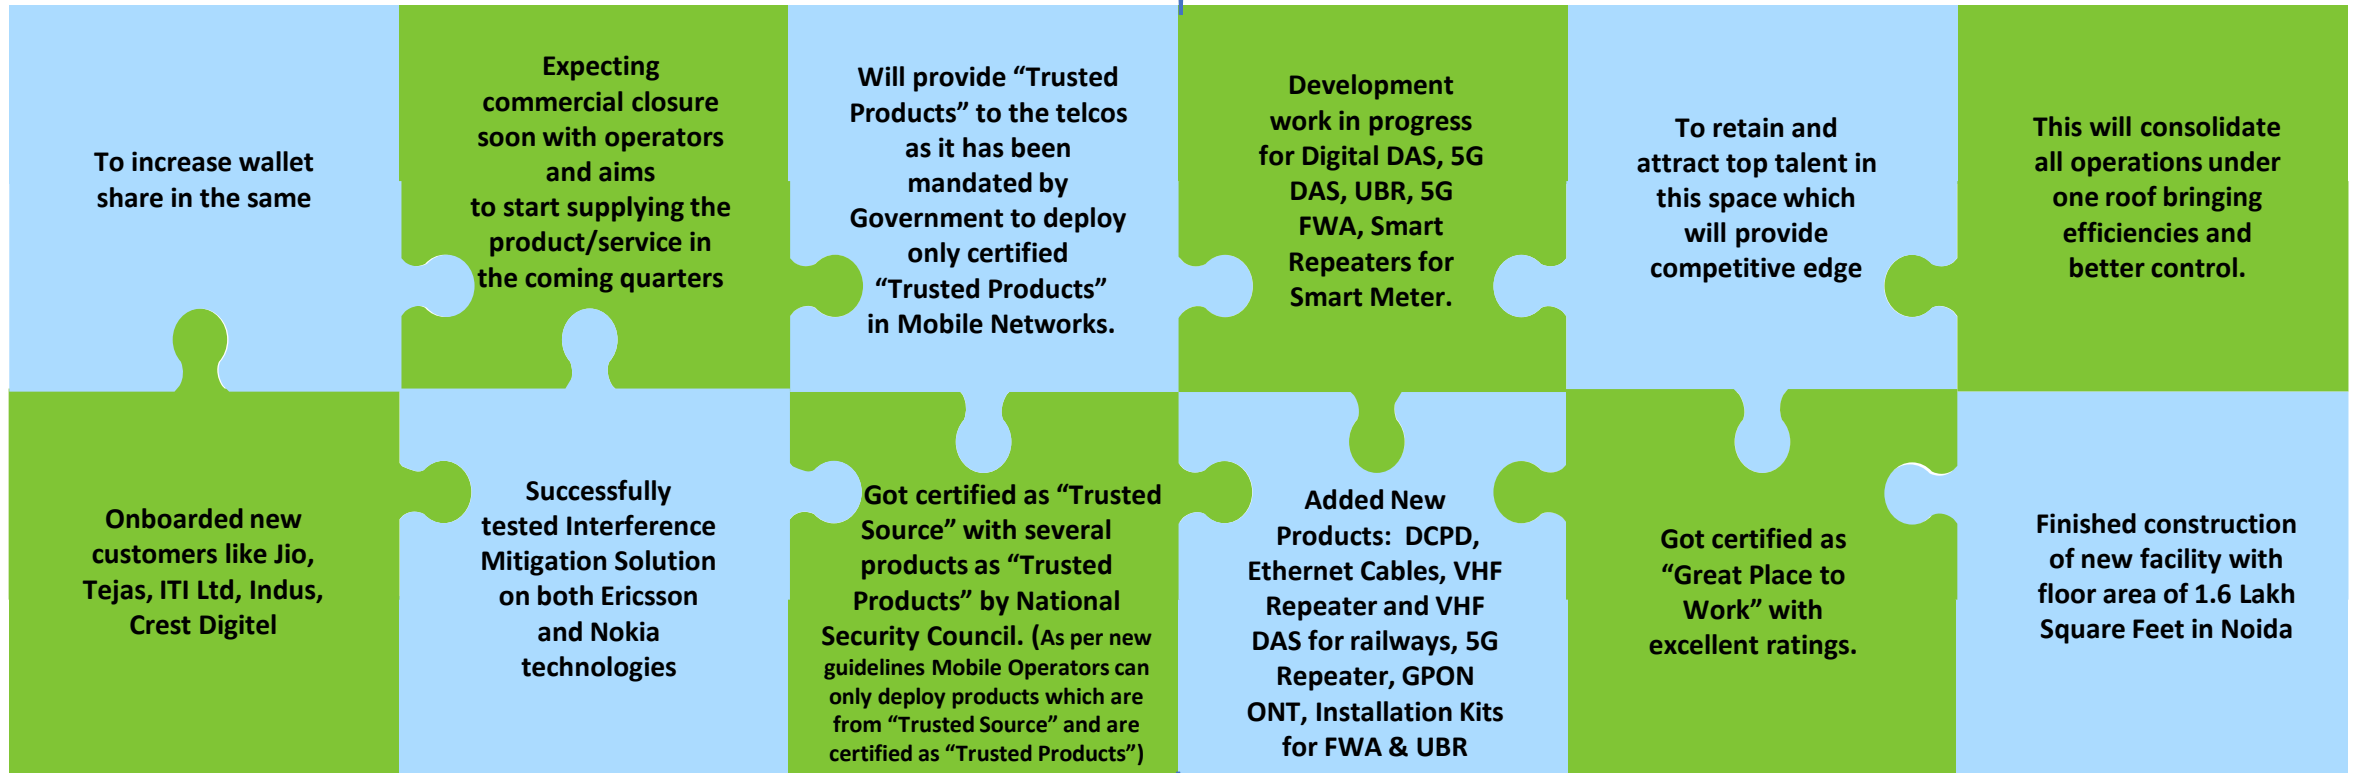 To increase wallet
share in the same
Expecting
commercial closure
soon with operators
and aims
to start supplying the
product/service in
the coming quarters
Will provide “Trusted
Products” to the telcos
as it has been
mandated by
Government to deploy
only certified
“Trusted Products”
in Mobile Networks.
Development
work in progress
for Digital DAS, 5G
DAS, UBR, 5G
FWA, Smart
Repeaters for
Smart Meter.
To retain and
attract top talent in
this space which
will provide
competitive edge
This will consolidate
all operations under
one roof bringing
efficiencies and
better control.
Onboarded new
customers like Jio,
Tejas, ITI Ltd, Indus,
Crest Digitel
Successfully
tested Interference
Mitigation Solution
on both Ericsson
and Nokia
technologies
Got certified as “Trusted
Source” with several
products as “Trusted
Products” by National
Security Council. (As per new
guidelines Mobile Operators can
only deploy products which are
from “Trusted Source” and are
certified as “Trusted Products”)
Added New
Products: DCPD,
Ethernet Cables, VHF
Repeater and VHF
DAS for railways, 5G
Repeater, GPON
ONT, Installation Kits
for FWA & UBR
Got certified as
“Great Place to
Work” with
excellent ratings.
Finished construction
of new facility with
floor area of 1.6 Lakh
Square Feet in Noida